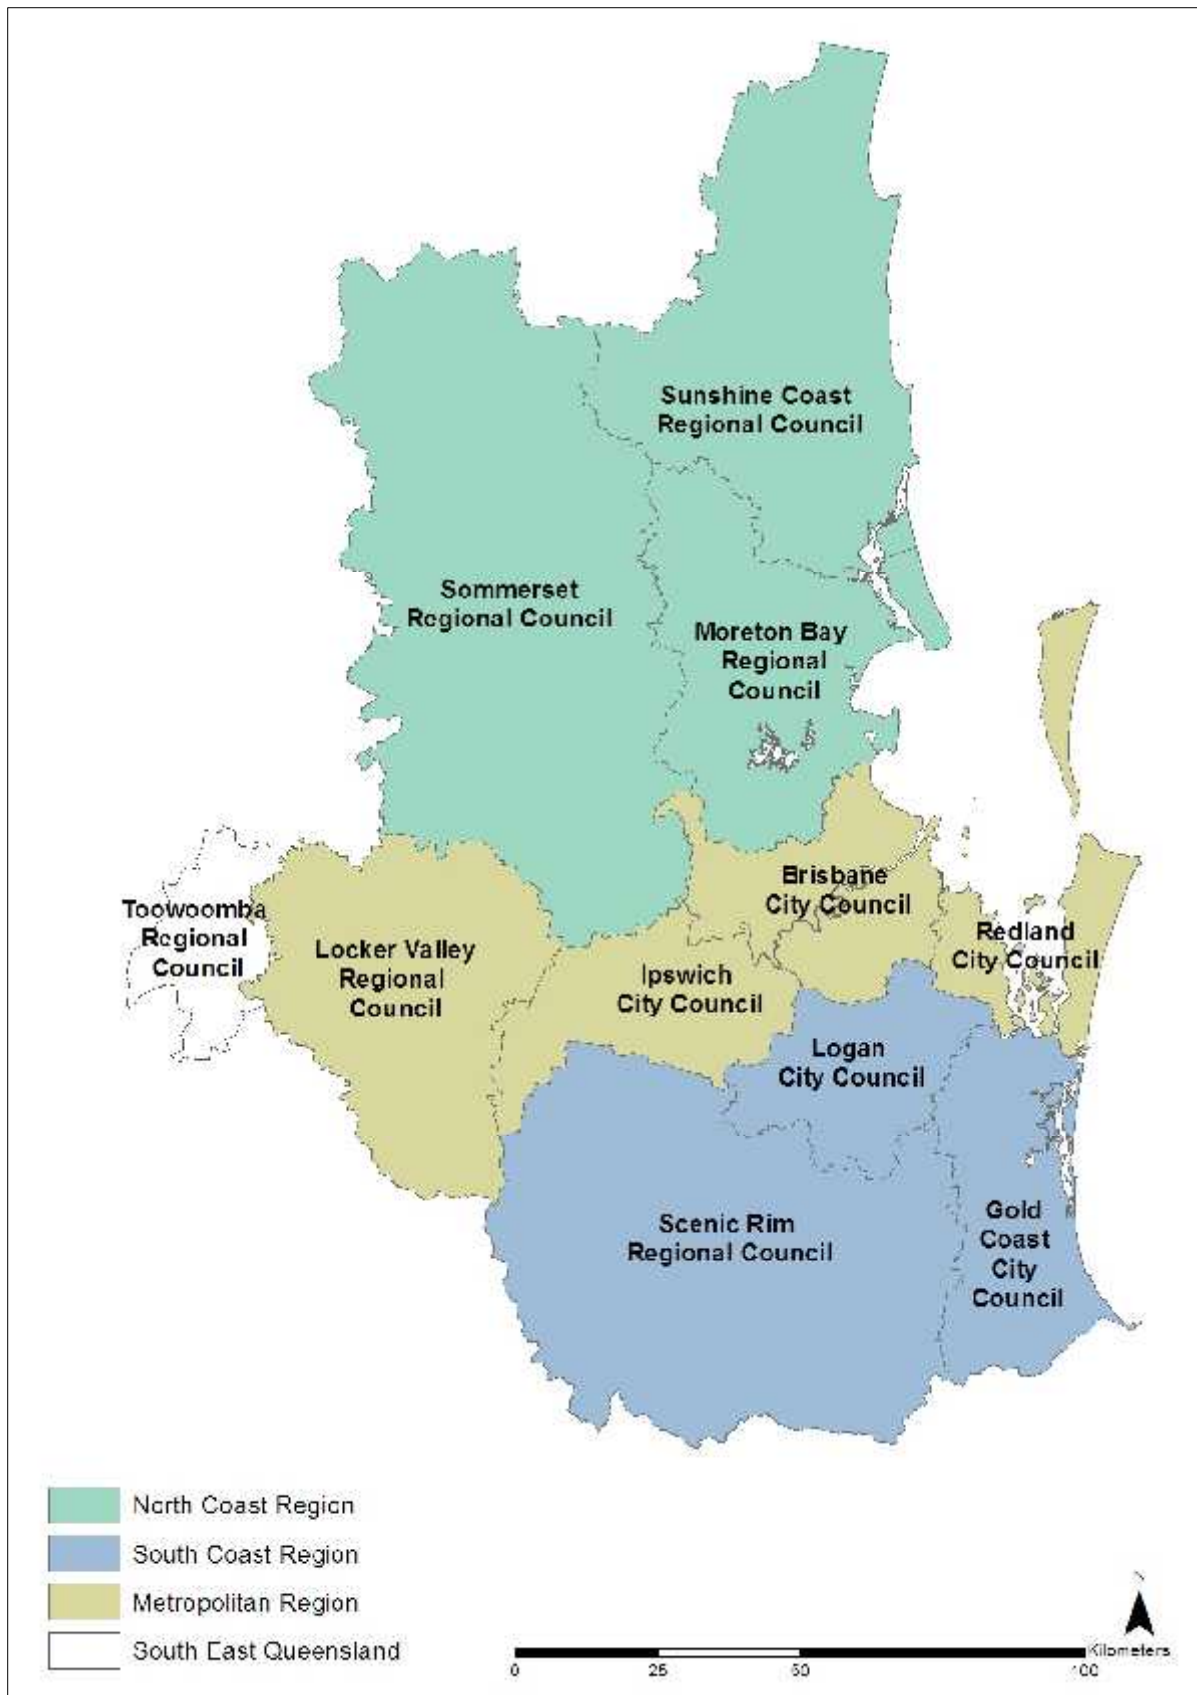 Sunshine Coast
Regional Council
Sommerset
Regional Council
Moreton Bay
Regional
Council
Brisbane
City Council
Toowoomba
Regional
Council
Locker Valley
Regional
Council
Ipswich
City Council
Redland
City Council
Logan
City Council
Scenic Rim
Regional Council
Gold
Coast
City
Council
North Coast Region
South Coast Region
Metropolitan Region
South East Queensland
N
Kilometers
0 25 50 100